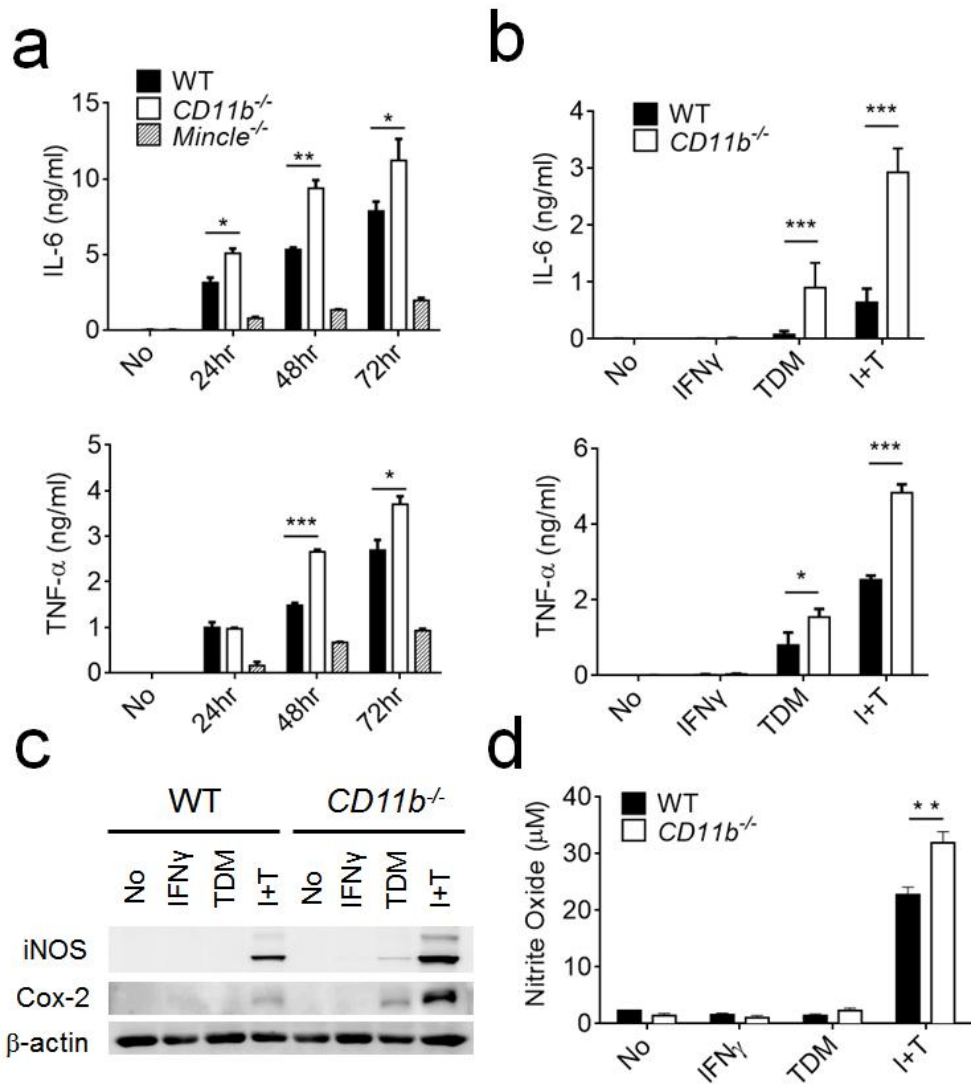 a
WT
CD11b-/-
Mincle-/-
IL-6 (ng/ml)
15
10
5
0
No
24hr
48hr
72hr
*
**
*
b
WT
CD11b-/-
IL-6 (ng/ml)
4
3
2
1
0
No
IFNγ
TDM
I+T
***
***
TNF-α (ng/ml)
5
4
3
2
1
0
No
24hr
48hr
72hr
***
*
TNF-α (ng/ml)
6
4
2
0
No
IFNγ
TDM
I+T
*
***
c
WT
CD11b-/-
No
IFNγ
TDM
I+T
No
IFNγ
TDM
I+T
iNOS
Cox-2
β-actin
d
WT
CD11b-/-
Nitrite Oxide (μM)
40
30
20
10
0
No
IFNγ
TDM
I+T
**